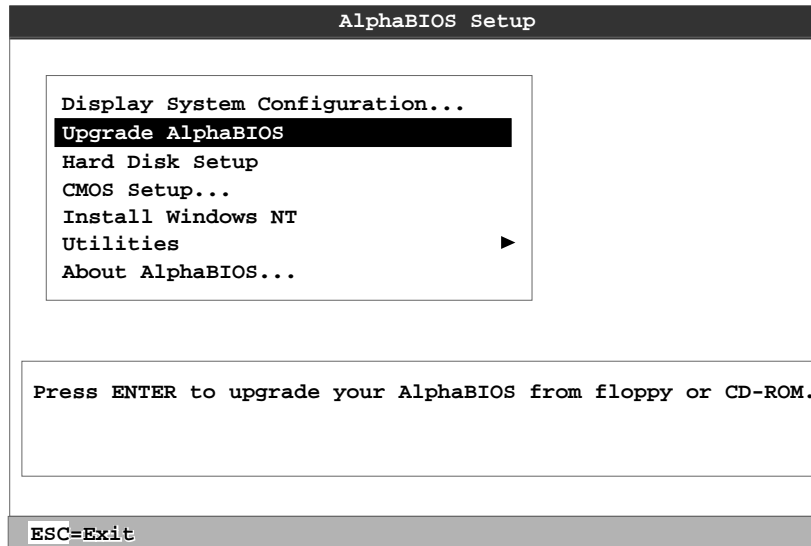 AlphaBIOS Setup
Display System Configuration...
Upgrade AlphaBIOS
Hard Disk Setup
CMOS Setup...
Install Windows NT
Utilities
About AlphaBIOS...
Press ENTER to upgrade your AlphaBIOS from floppy or CD-ROM.
ESC=Exit